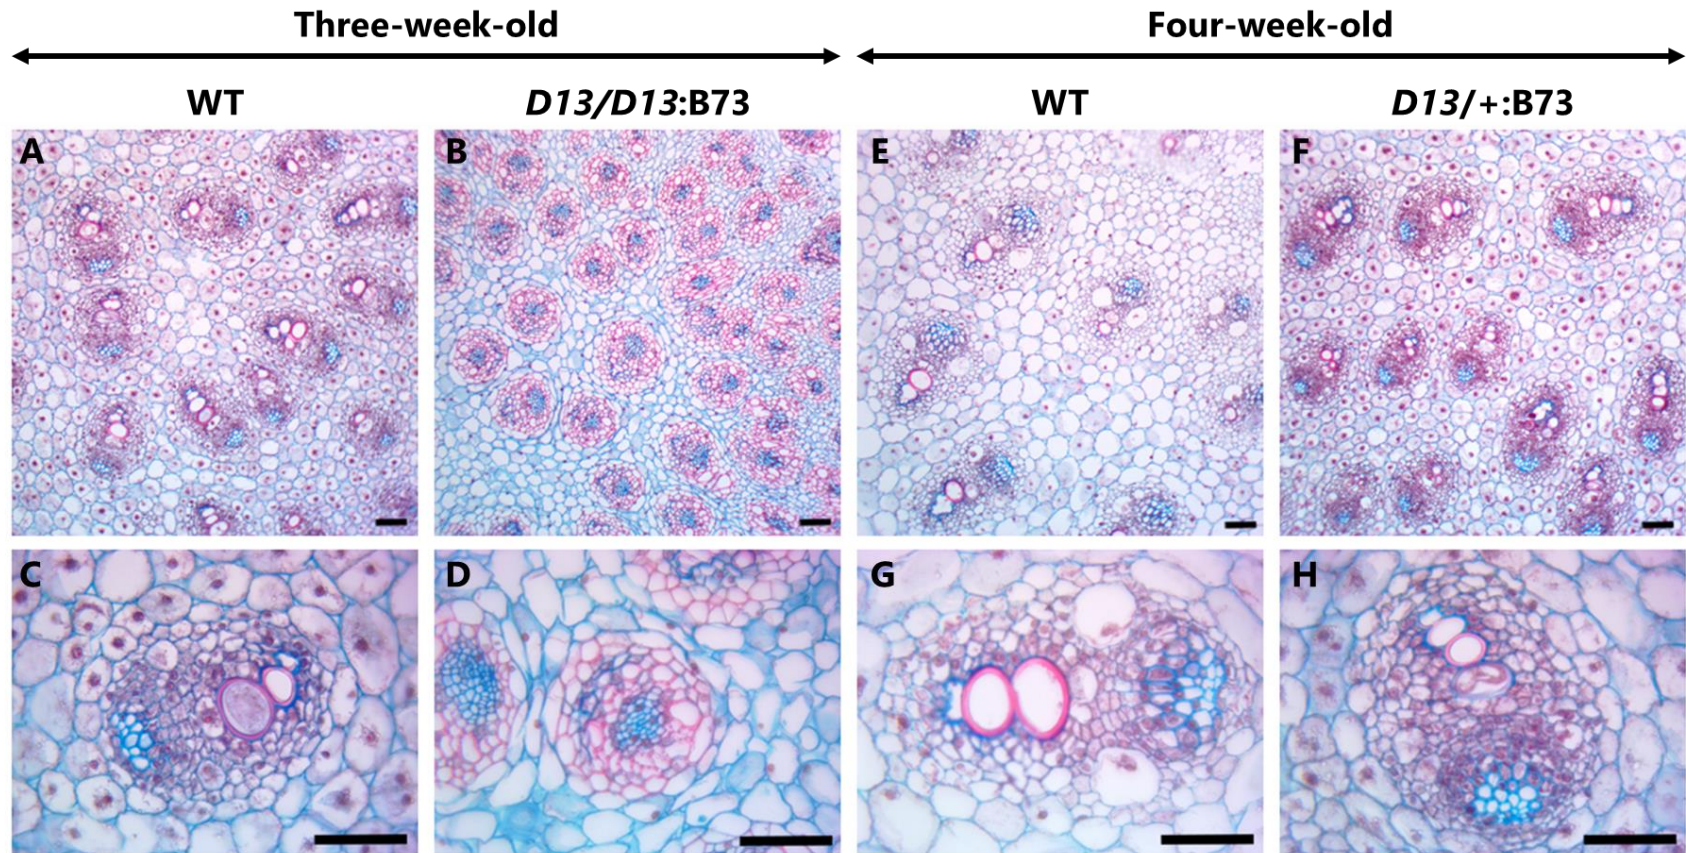 Three-week-old Four-week-old
WT D13/D13:B73 WT D13/+:B73
A B E F
C D G H